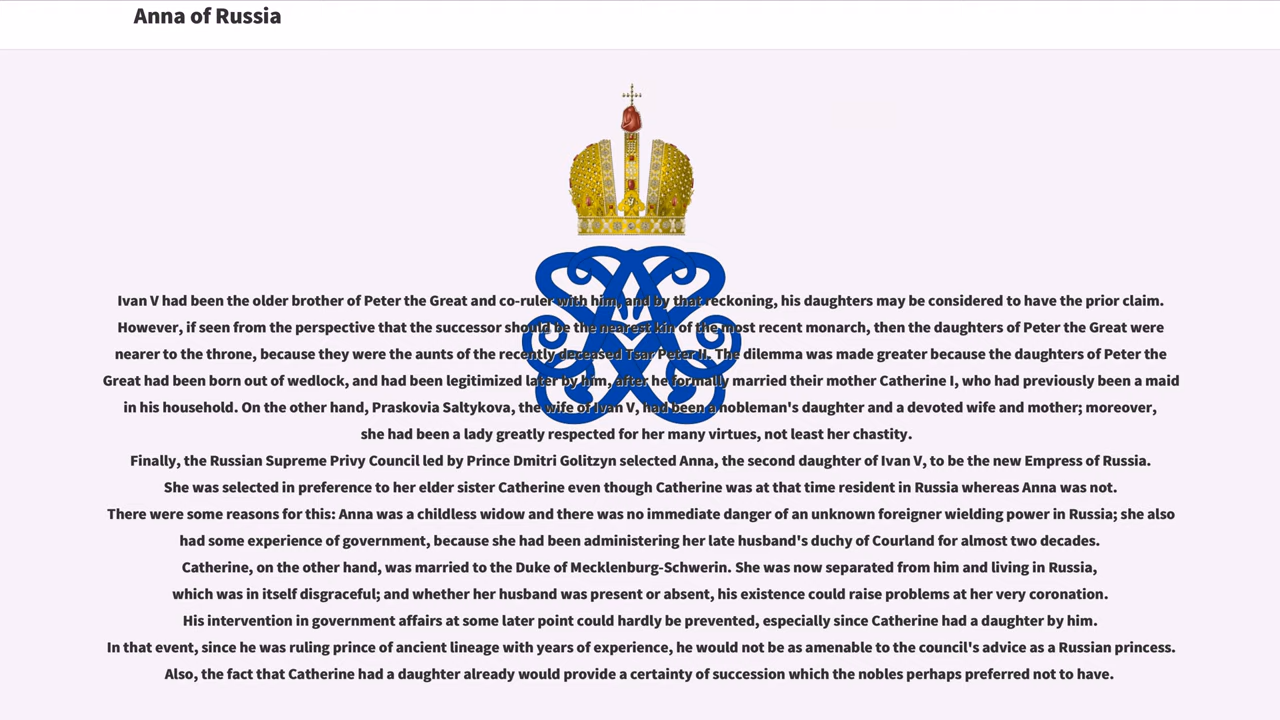 Anna of Russia
Ivan V had been the older brother of Peter the Great and co-ruler with him, and by that reckoning, his daughters may be considered to have the prior claim.
However, if seen from the perspective that the successor should be the nearest kin of the most recent monarch, then the daughters of Peter the Great were
nearer to the throne, because they were the aunts of the recently deceased Tsar Peter II. The dilemma was made greater because the daughters of Peter the
Great had been born out of wedlock, and had been legitimized later by him, after he formally married their mother Catherine I, who had previously been a maid
in his household. On the other hand, Praskovia Saltykova, the wife of Ivan V, had been a nobleman's daughter and a devoted wife and mother; moreover,
she had been a lady greatly respected for her many virtues, not least her chastity.
Finally, the Russian Supreme Privy Council led by Prince Dmitri Golitzyn selected Anna, the second daughter of Ivan V, to be the new Empress of Russia.
She was selected in preference to her elder sister Catherine even though Catherine was at that time resident in Russia whereas Anna was not.
There were some reasons for this: Anna was a childless widow and there was no immediate danger of an unknown foreigner wielding power in Russia; she also
had some experience of government, because she had been administering her late husband's duchy of Courland for almost two decades.
Catherine, on the other hand, was married to the Duke of Mecklenburg-Schwerin. She was now separated from him and living in Russia,
which was in itself disgraceful; and whether her husband was present or absent, his existence could raise problems at her very coronation.
His intervention in government affairs at some later point could hardly be prevented, especially since Catherine had a daughter by him.
In that event, since he was ruling prince of ancient lineage with years of experience, he would not be as amenable to the council's advice as a Russian princess.
Also, the fact that Catherine had a daughter already would provide a certainty of succession which the nobles perhaps preferred not to have.